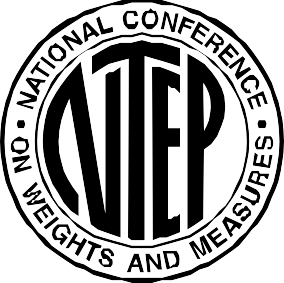 NATIONAL CONFERENCE
NTEP
ON WEIGHTS AND MEASURES